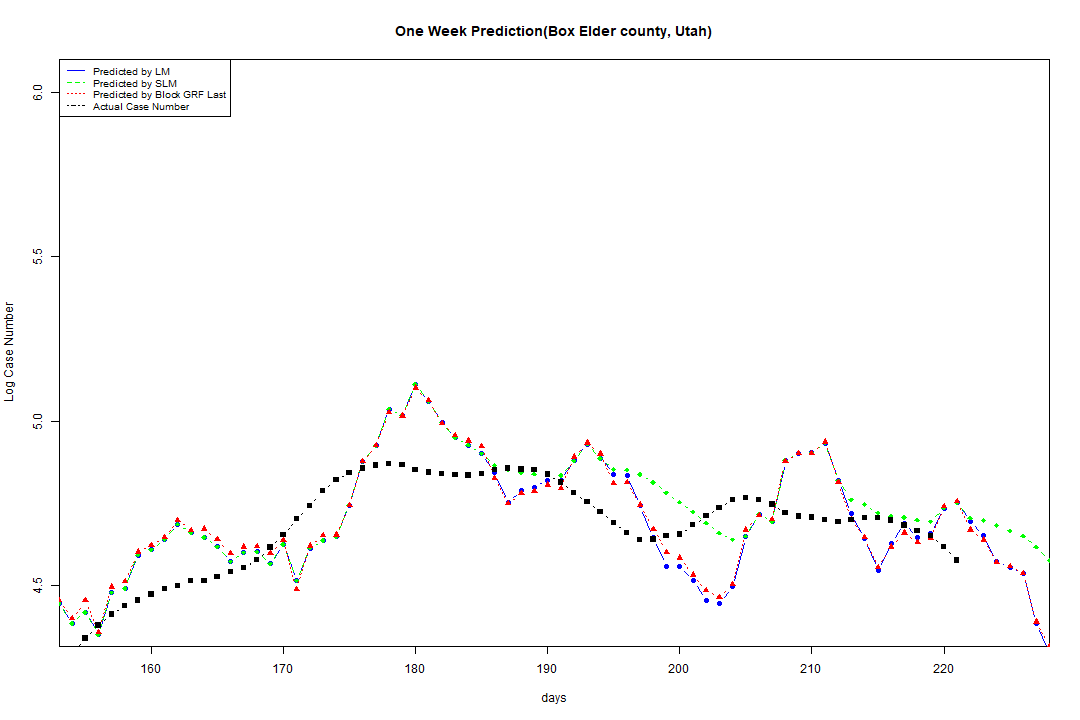 One Week Prediction(Box Elder county, Utah)
Predicted by LM
Predicted by SLM
Predicted by Block GRF Last
Actual Case Number
6.0
5.5
5.0
4.5
Log Case Number
160 170 180 190 200 210 220
days